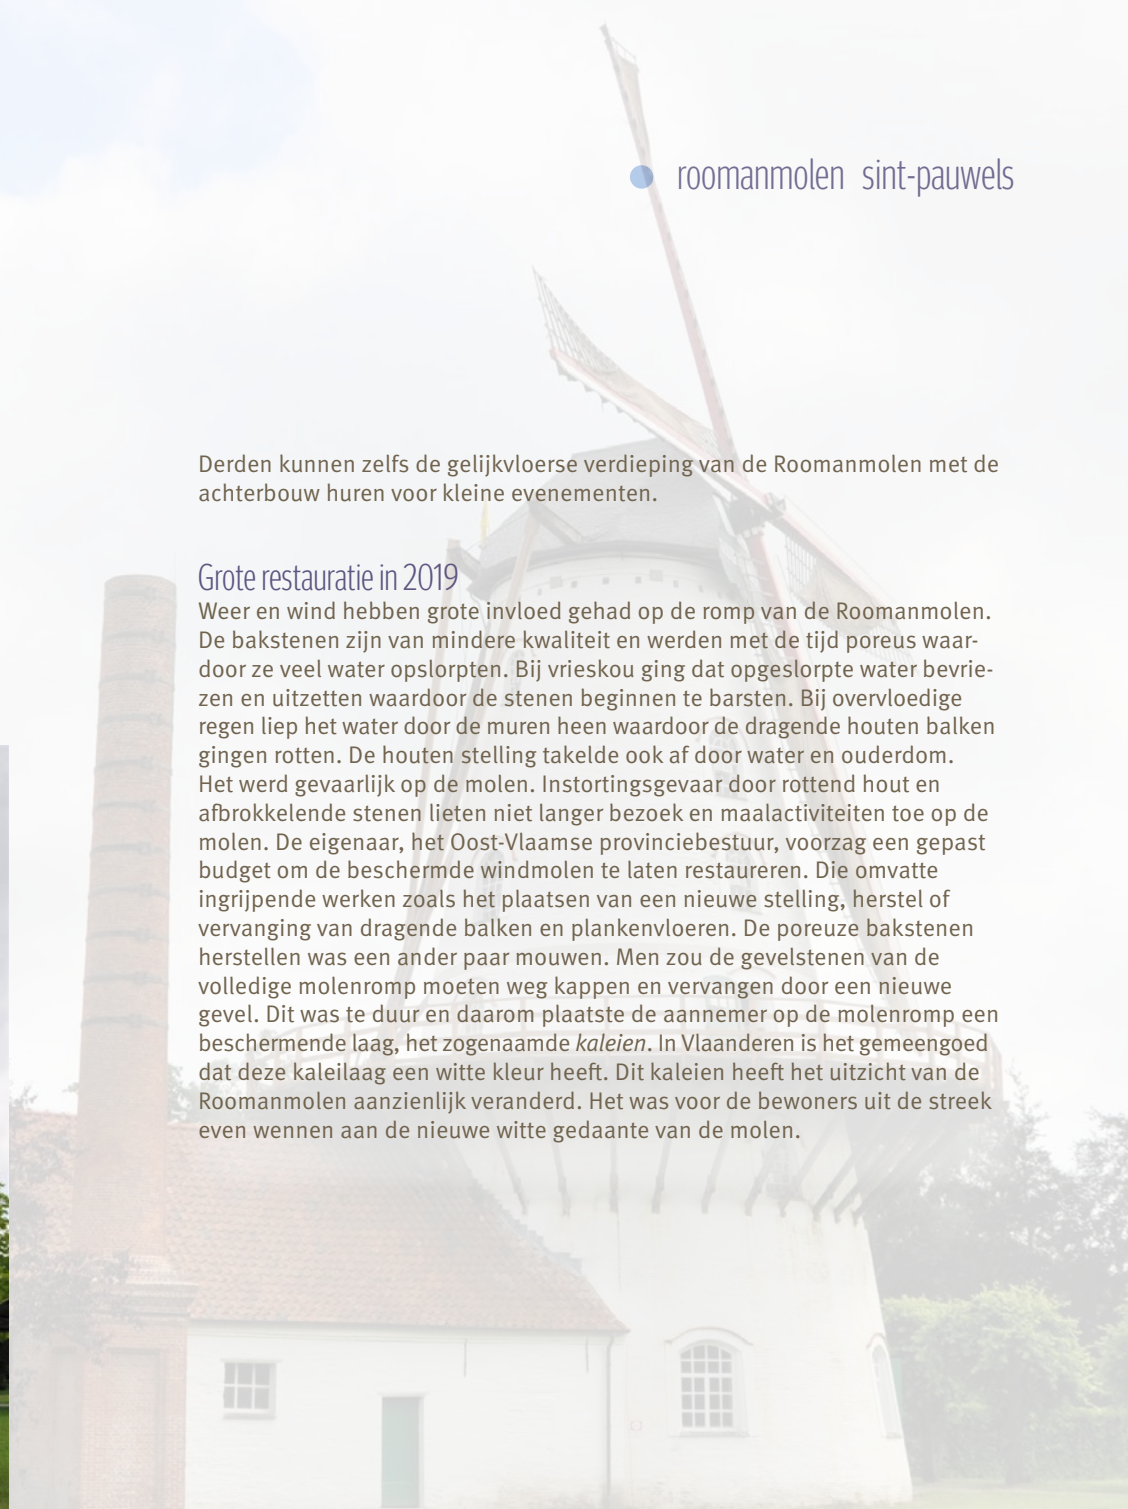 roomanmolen sint-pauwels
Derden kunnen zelfs de gelijkvloerse verdieping van de Roomanmolen met de
achterbouw huren voor kleine evenementen.
Grote restauratie in 2019
Weer en wind hebben grote invloed gehad op de romp van de Roomanmolen.
De bakstenen zijn van mindere kwaliteit en werden met de tijd poreus waar-
door ze veel water opslorpten. Bij vrieskou ging dat opgeslorpte water bevrie-
zen en uitzetten waardoor de stenen beginnen te barsten. Bij overvloedige
regen liep het water door de muren heen waardoor de dragende houten balken
gingen rotten. De houten stelling takelde ook af door water en ouderdom.
Het werd gevaarlijk op de molen. Instortingsgevaar door rottend hout en
afbrokkelende stenen lieten niet langer bezoek en maalactiviteiten toe op de
molen. De eigenaar, het Oost-Vlaamse provinciebestuur, voorzag een gepast
budget om de beschermde windmolen te laten restaureren. Die omvatte
ingrijpende werken zoals het plaatsen van een nieuwe stelling, herstel of
vervanging van dragende balken en plankenvloeren. De poreuze bakstenen
herstellen was een ander paar mouwen. Men zou de gevelstenen van de
volledige molenromp moeten weg kappen en vervangen door een nieuwe
gevel. Dit was te duur en daarom plaatste de aannemer op de molenromp een
beschermende laag, het zogenaamde kaleien. In Vlaanderen is het gemeengoed
dat deze kaleilaag een witte kleur heeft. Dit kaleien heeft het uitzicht van de
Roomanmolen aanzienlijk veranderd. Het was voor de bewoners uit de streek
even wennen aan de nieuwe witte gedaante van de molen.